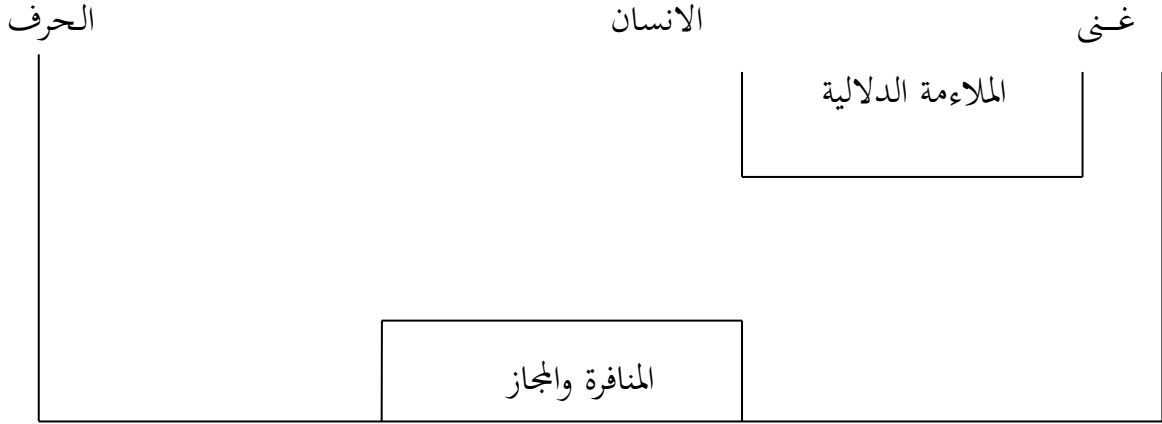 غنى الانسان الحرف
الملاءمة الدلالية
المنافرة والمجاز